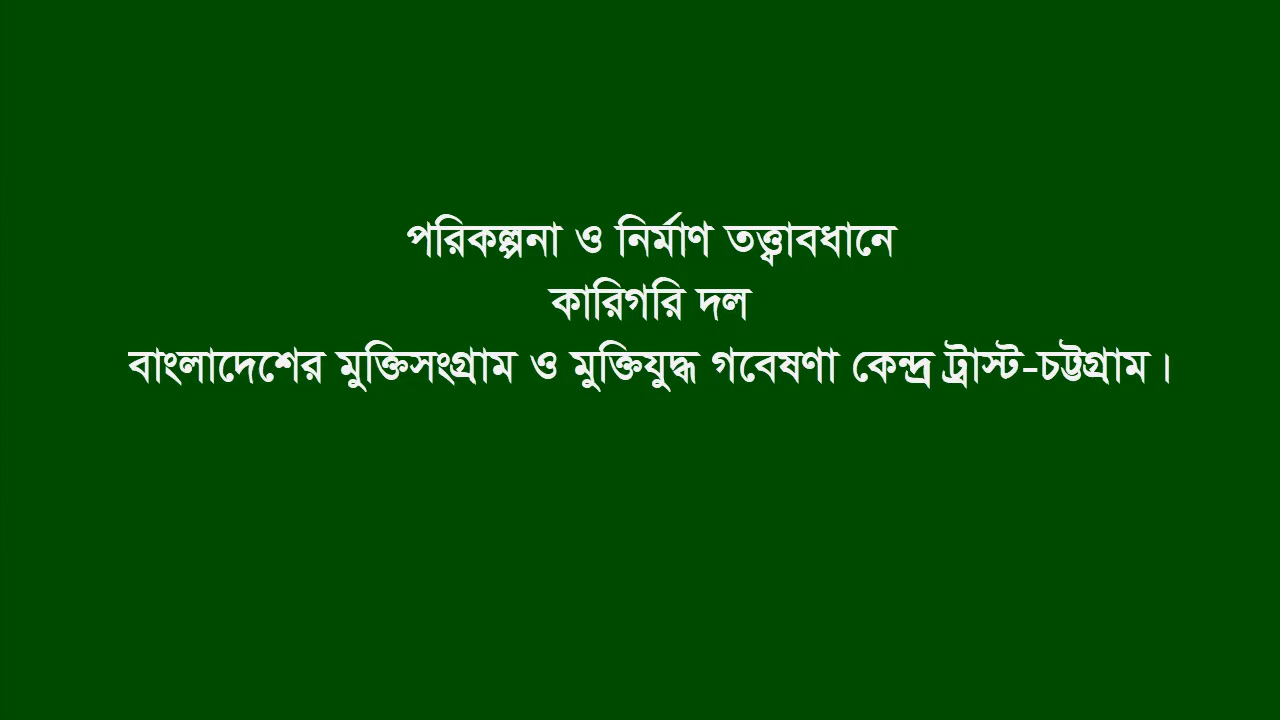 পরিকল্পনা ও নির্মাণ তত্ত্বাবধানে
কারিগরি দল
বাংলাদেশের মুক্তিসংগ্রাম ও মুক্তিযুদ্ধ গবেষণা কেন্দ্র ট্রাস্ট-চট্টগ্রাম।